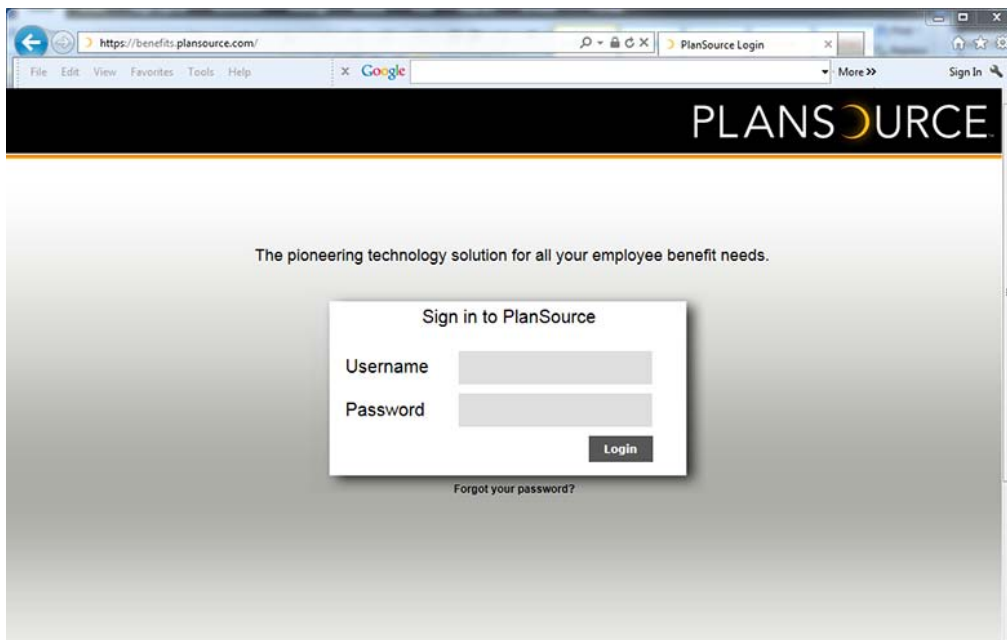 https://benefits.plansource.com/
PlanSource Login
File Edit View Favorites Tools Help
x Google
More »
Sign In
PLANSOURCE
The pioneering technology solution for all your employee benefit needs.
Sign in to PlanSource
Username
Password
Login
Forgot your password?